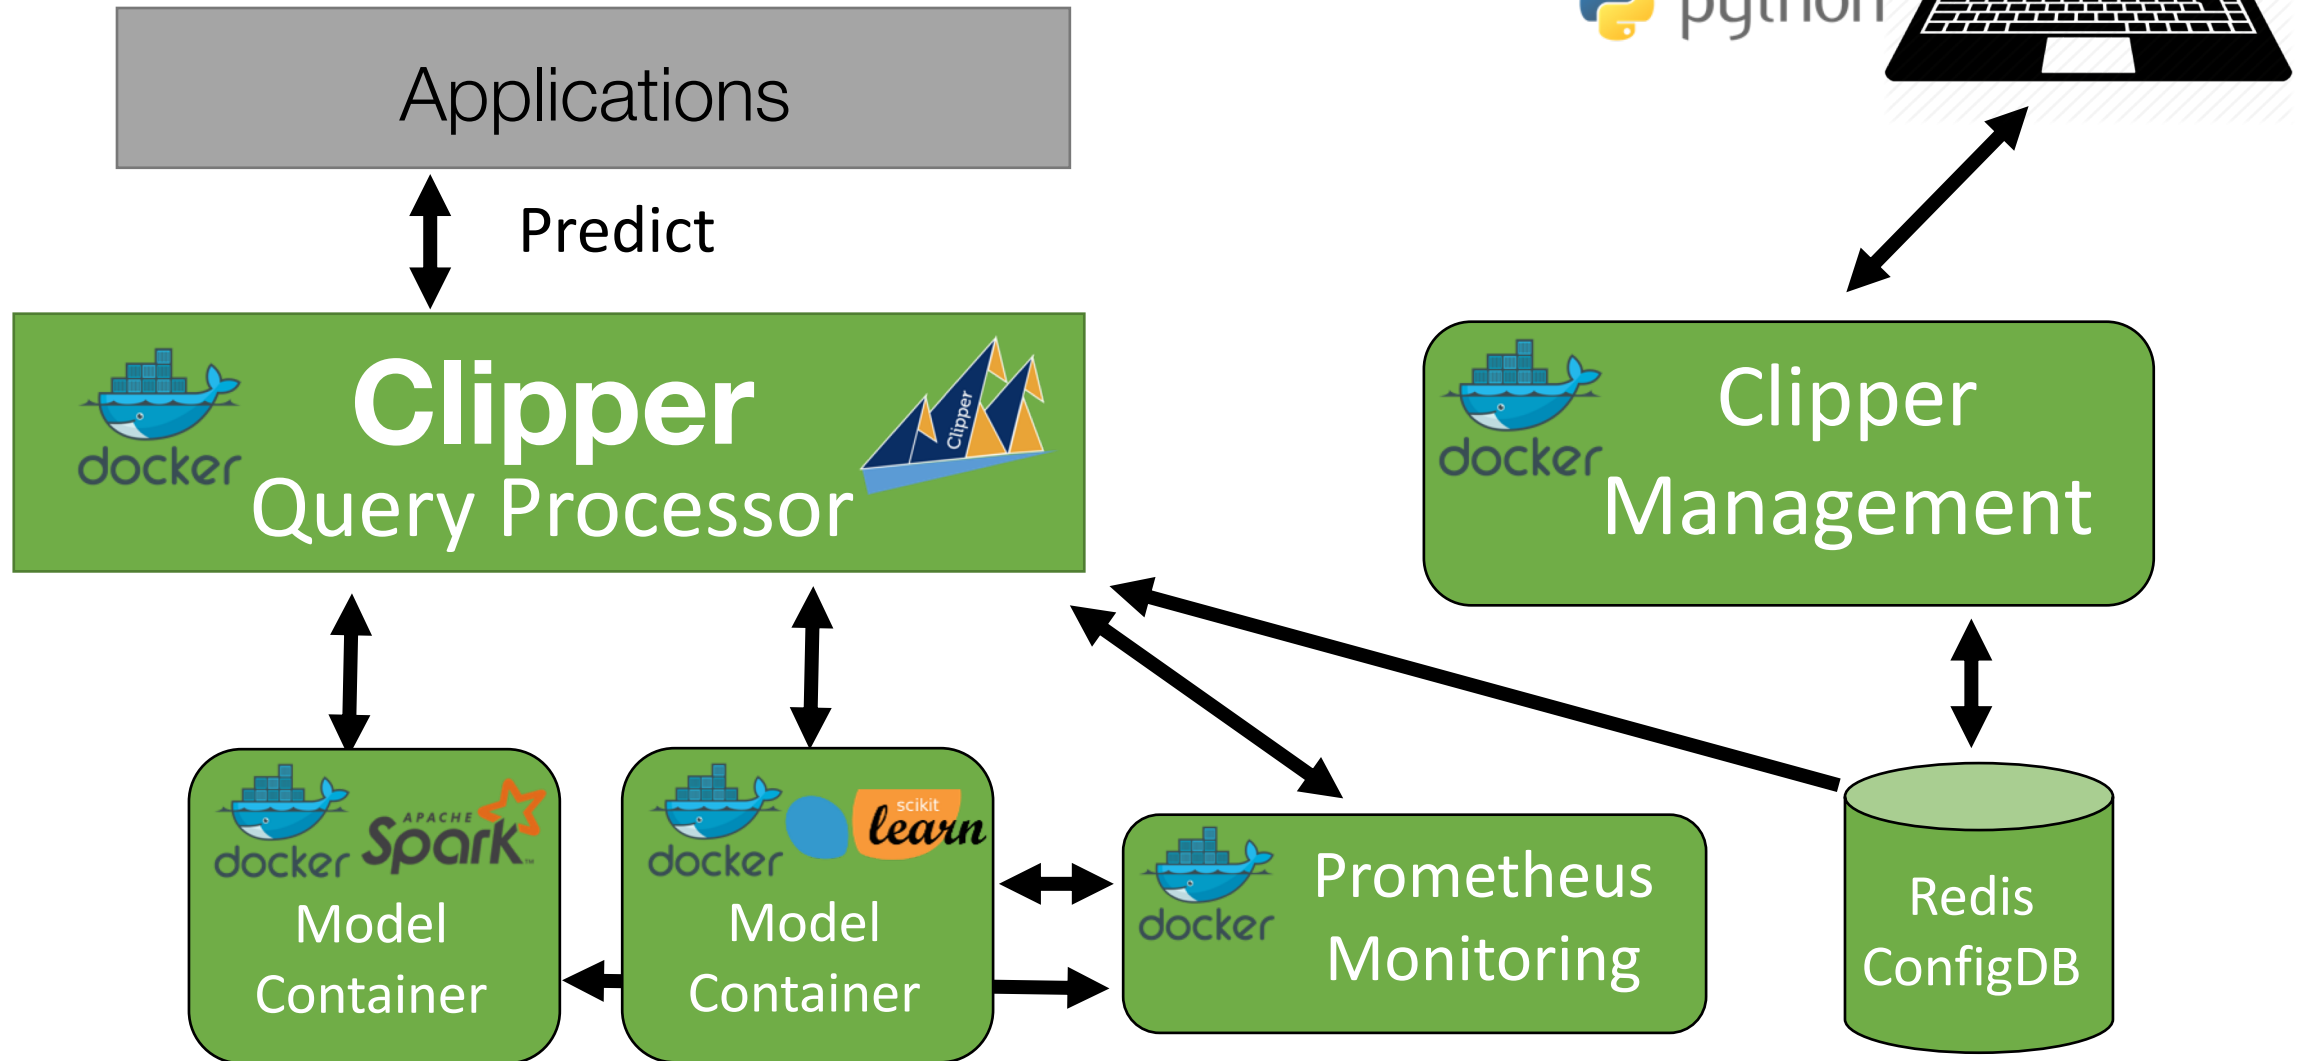 python
Applications
Predict
docker
Clipper
Query Processor
Clipper
docker
Clipper
Management
docker
APACHE
Spark
TM
Model
Container
docker
scikit
learn
Model
Container
docker
Prometheus
Monitoring
Redis
ConfigDB